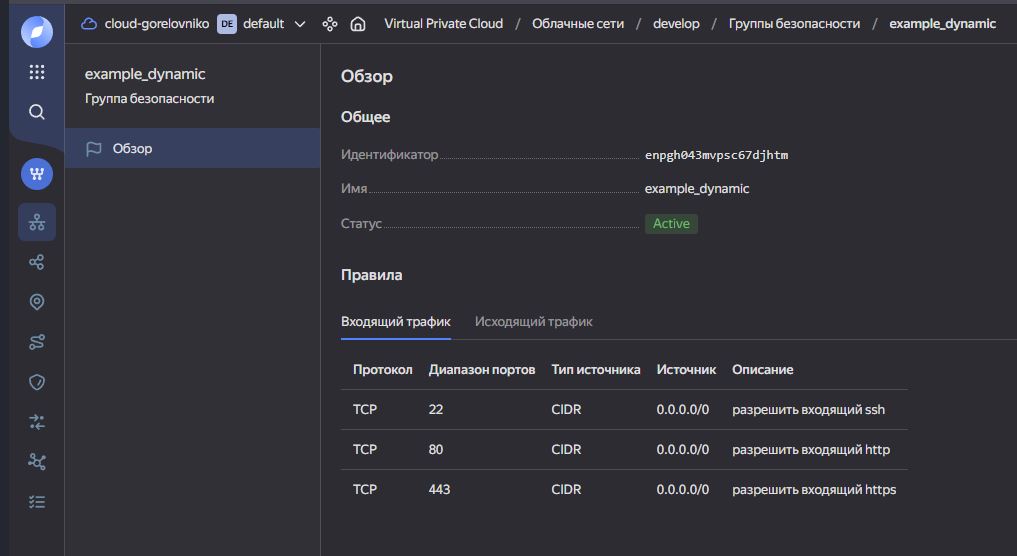 cloud-gorelovniko DE default Virtual Private Cloud / Облачные сети / develop / Группы безопасности / example_dynamic
example_dynamic
Группа безопасности
Обзор
Обзор
Общее
Идентификатор enpgh043mvpsc67djhtm
Имя example_dynamic
Статус Active
Правила
Входящий трафик Исходящий трафик
Протокол Диапазон портов Тип источника Источник Описание
TCP 22 CIDR 0.0.0.0/0 разрешить входящий ssh
TCP 80 CIDR 0.0.0.0/0 разрешить входящий http
TCP 443 CIDR 0.0.0.0/0 разрешить входящий https